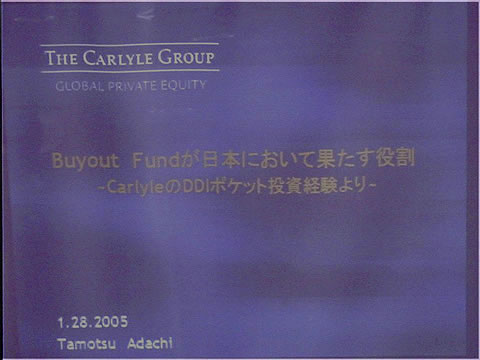 THE CARLYLE GROUP
GLOBAL PRIVATE EQUITY
Buyout Fundが日本において果たす役割
-CarlyleのDDIポケット投資経験より-
1.28.2005
Tamotsu Adachi